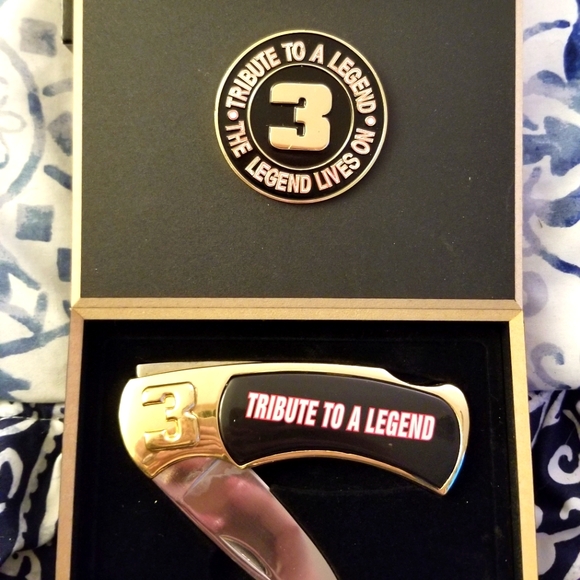 TRIBUTE TO A LEGEND
3
THE LEGEND LIVES ON
3
TRIBUTE TO A LEGEND